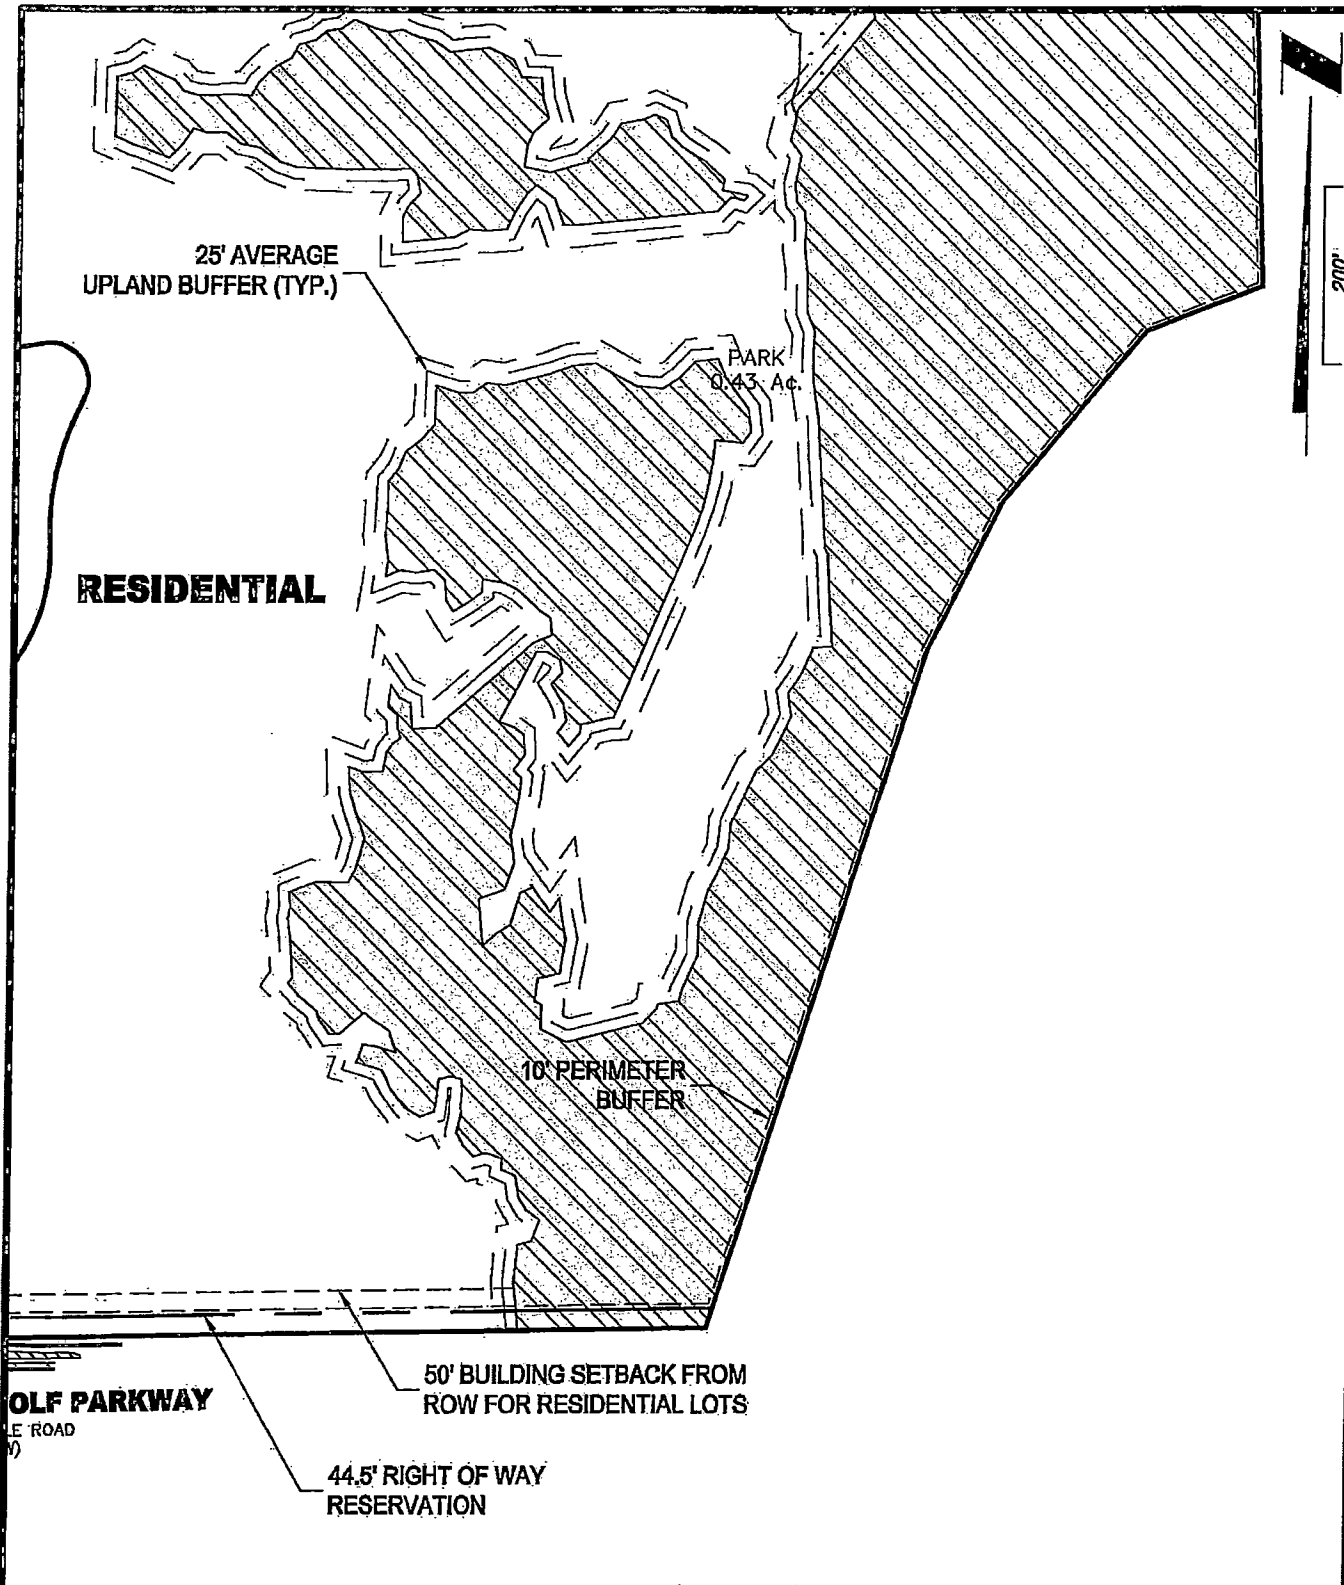 25' AVERAGE
UPLAND BUFFER (TYP.)
PARK
0.43 Ac.
200'
RESIDENTIAL
10' PERIMETER
BUFFER
50' BUILDING SETBACK FROM
ROW FOR RESIDENTIAL LOTS
OLF PARKWAY
LE ROAD
44.5' RIGHT OF WAY
RESERVATION